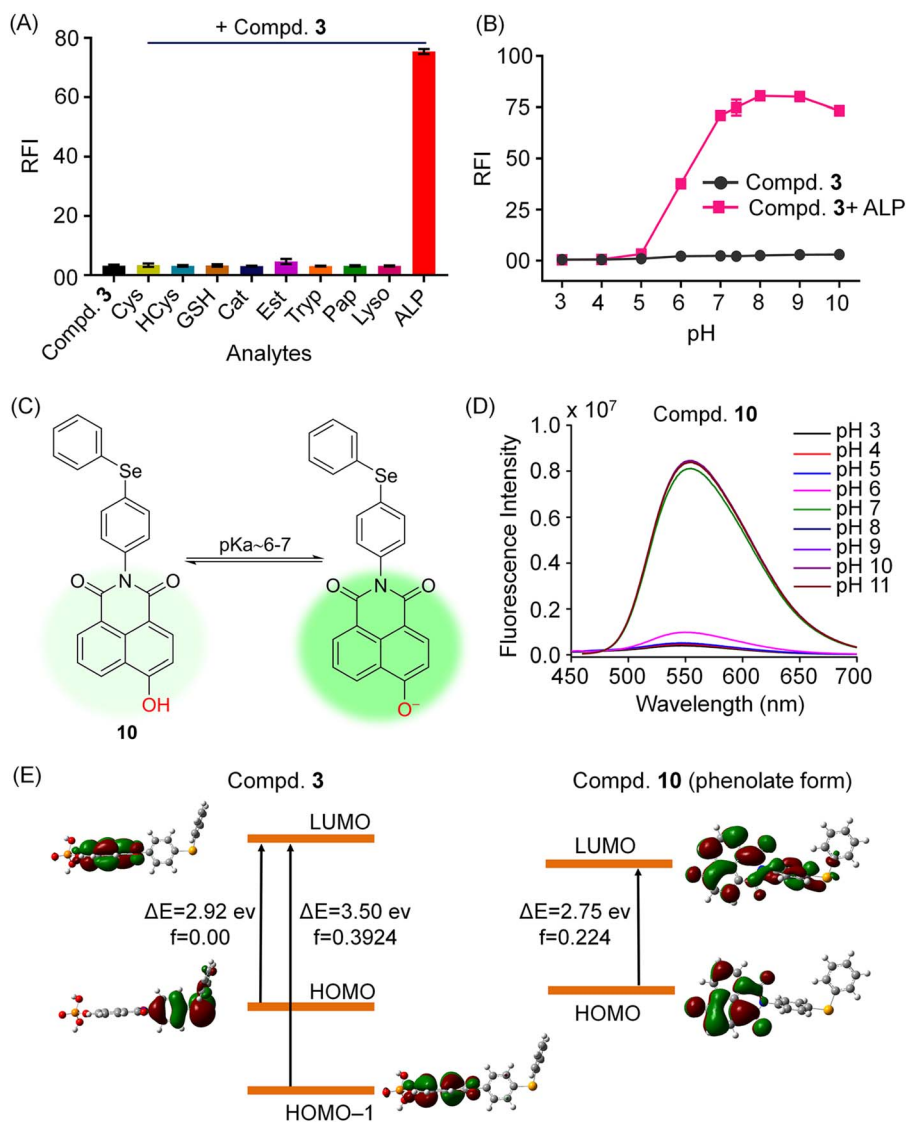 (A)
+ Compd. 3
80
60
40
20
00
RFI
Compd. 3
Cys
HCys
GSH
Cat
Est
Tryp
Pap
Lyso
ALP
Analytes
(B)
100
75
50
25
00
RFI
Compd. 3
Compd. 3+ ALP
3 4 5 6 7 8 9 10
pH
(C)
Se
N
O
O
OH
10
pKa~6-7
Se
N
O
O
O⁻
(D)
x 10⁷
Compd. 10
1.0
0.8
0.6
0.4
0.2
0.0
Fluorescence Intensity
pH 3
pH 4
pH 5
pH 6
pH 7
pH 8
pH 9
pH 10
pH 11
450 500 550 600 650 700
Wavelength (nm)
(E)
Compd. 3
LUMO
ΔE=2.92 ev
f=0.00
ΔE=3.50 ev
f=0.3924
HOMO
HOMO–1
Compd. 10 (phenolate form)
LUMO
ΔE=2.75 ev
f=0.224
HOMO